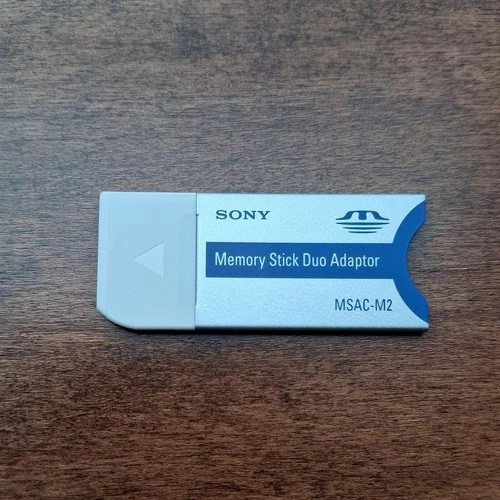 SONY
Memory Stick Duo Adaptor
MSAC-M2